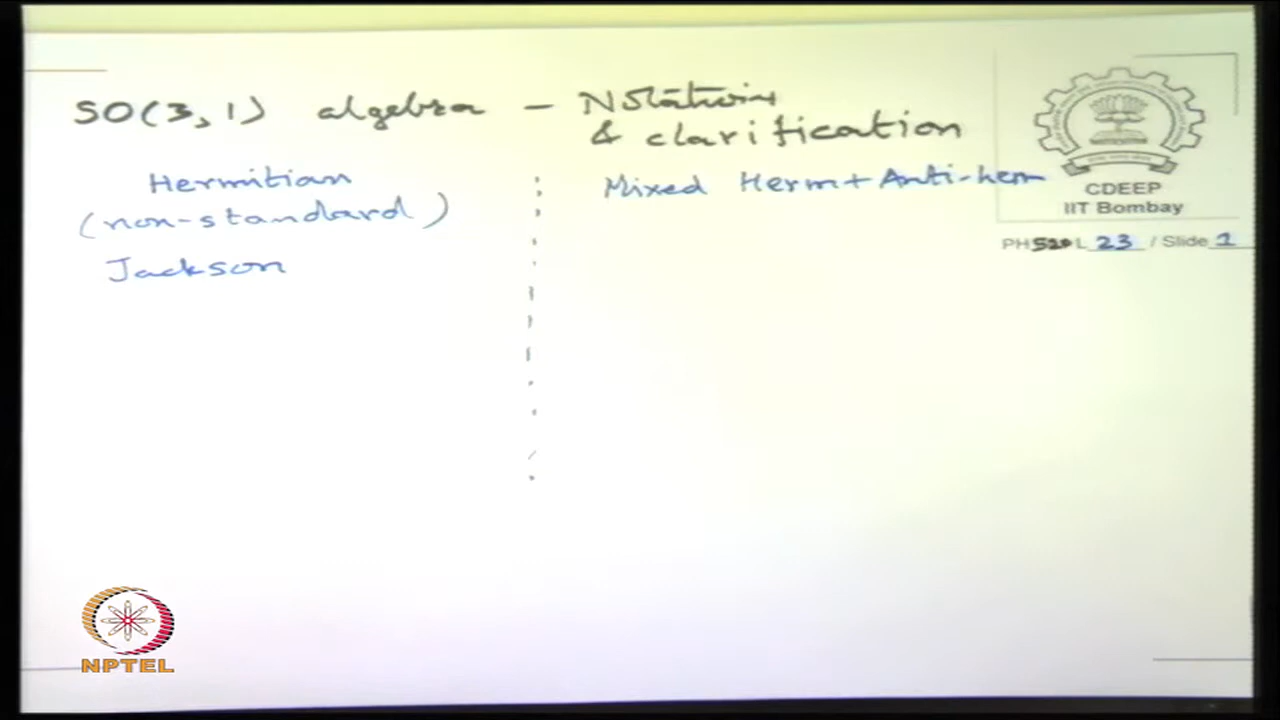 SO(3,1) algebra - Notations
& clarification
Hermitian
(non-standard)
Jackson
Mixed Herm + Anti-herm
CDEEP
IIT Bombay
PH 520 L 23 / Slide 1
NPTEL